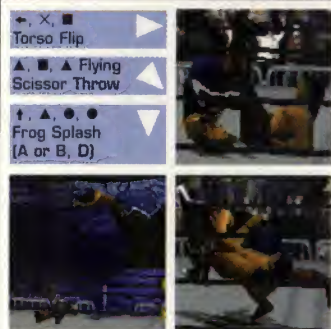 ←, ✕, ■
Torso Flip
▲, ■, ▲ Flying
Scissor Throw
↑, ▲, ●, ●
Frog Splash
(A or B, D)